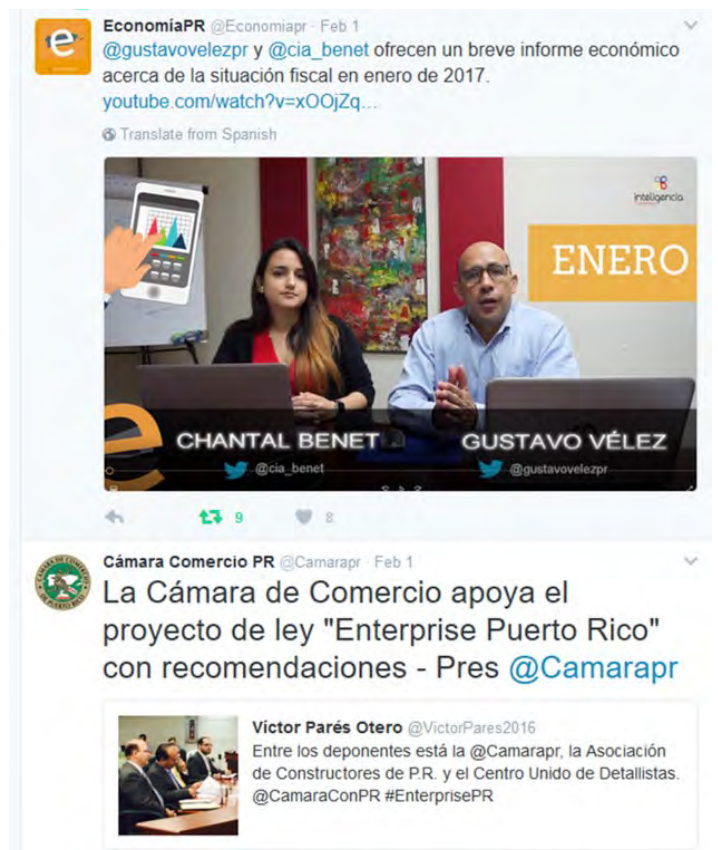 EconomíaPR @Economiapr · Feb 1
@gustavovelezpr y @cia_benet ofrecen un breve informe económico
acerca de la situación fiscal en enero de 2017.
youtube.com/watch?v=xOOjZq...
Translate from Spanish
inteligencia
ENERO
CHANTAL BENET
@cia_benet
GUSTAVO VÉLEZ
@gustavovelezpr
9
8
Cámara Comercio PR @Camarapr · Feb 1
La Cámara de Comercio apoya el
proyecto de ley "Enterprise Puerto Rico"
con recomendaciones - Pres @Camarapr
Víctor Parés Otero @VictorPares2016
Entre los deponentes está la @Camarapr, la Asociación
de Constructores de P.R. y el Centro Unido de Detallistas.
@CamaraConPR #EnterprisePR